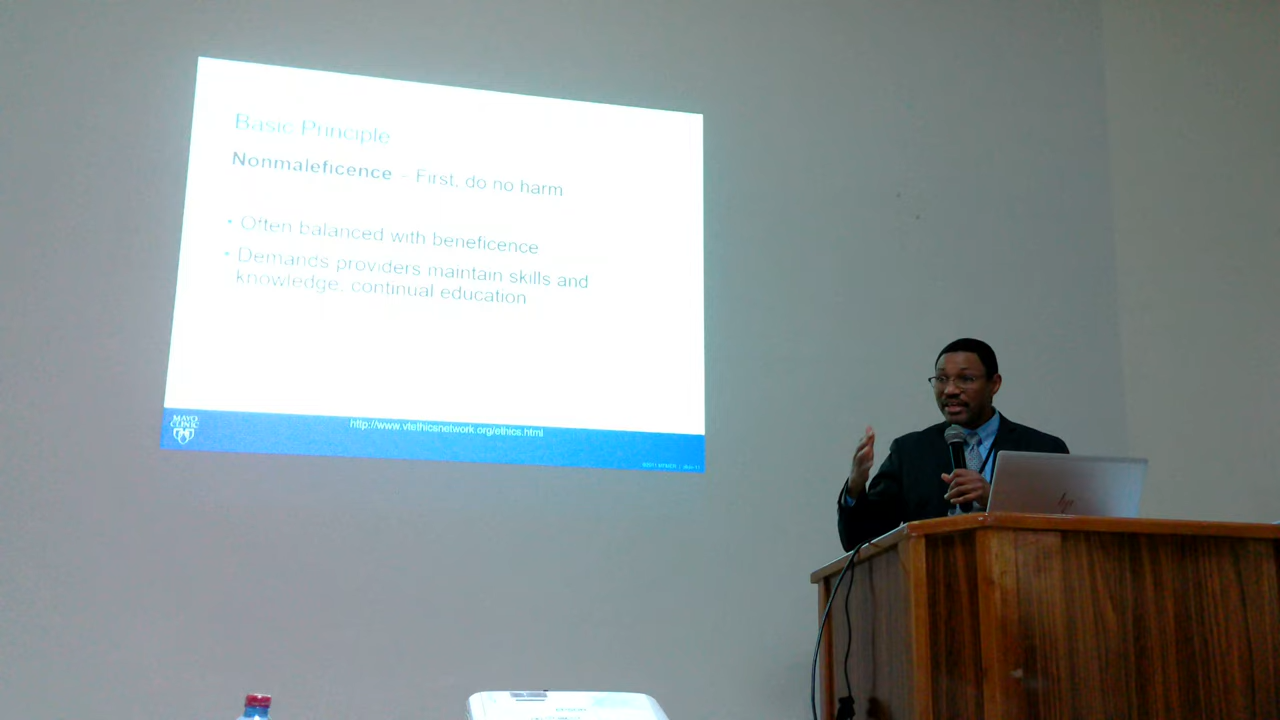 Basic Principle
Nonmaleficence - First, do no harm
• Often balanced with beneficence
• Demands providers maintain skills and
knowledge, continual education
MAYO
CLINIC
http://www.vtethicsnetwork.org/ethics.html
hp